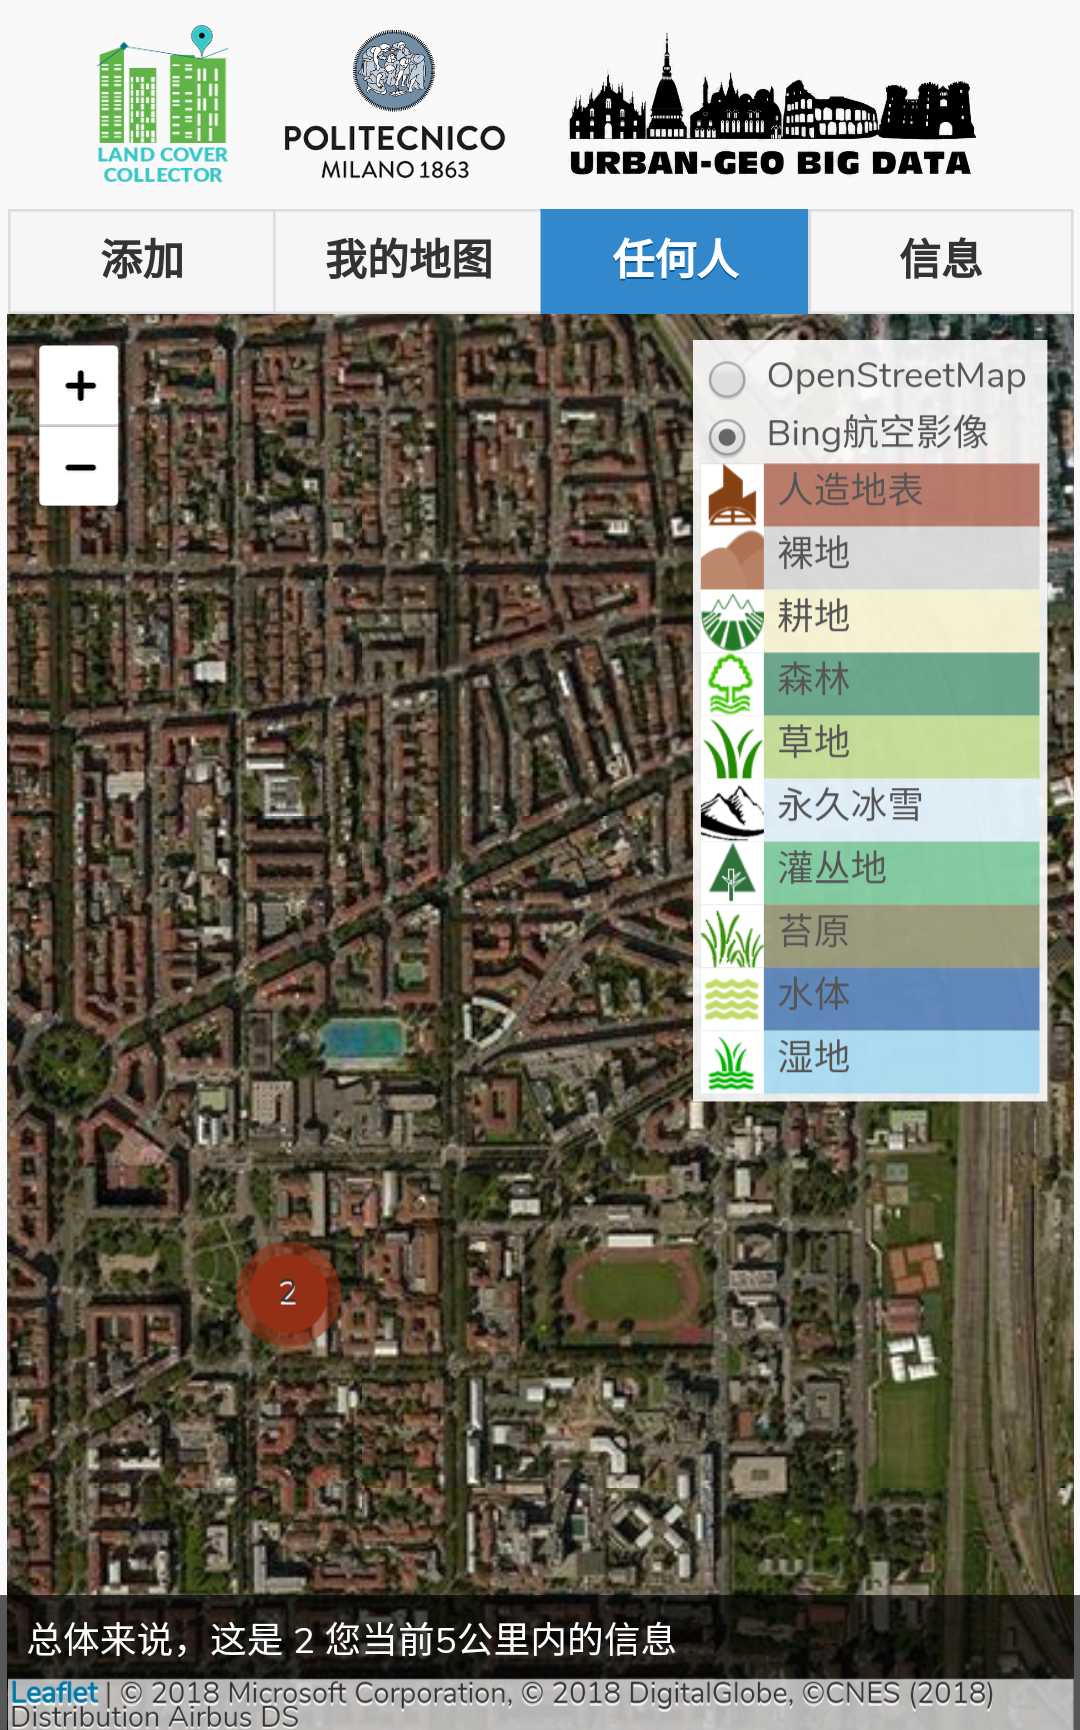 LAND COVER
COLLECTOR
POLITECNICO
MILANO 1863
URBAN-GEO BIG DATA
添加
我的地图
任何人
信息
+
−
OpenStreetMap
Bing航空影像
人造地表
裸地
耕地
森林
草地
永久冰雪
灌丛地
苔原
水体
湿地
2
总体来说，这是 2 您当前5公里内的信息
Leaflet | © 2018 Microsoft Corporation, © 2018 DigitalGlobe, ©CNES (2018)
Distribution Airbus DS